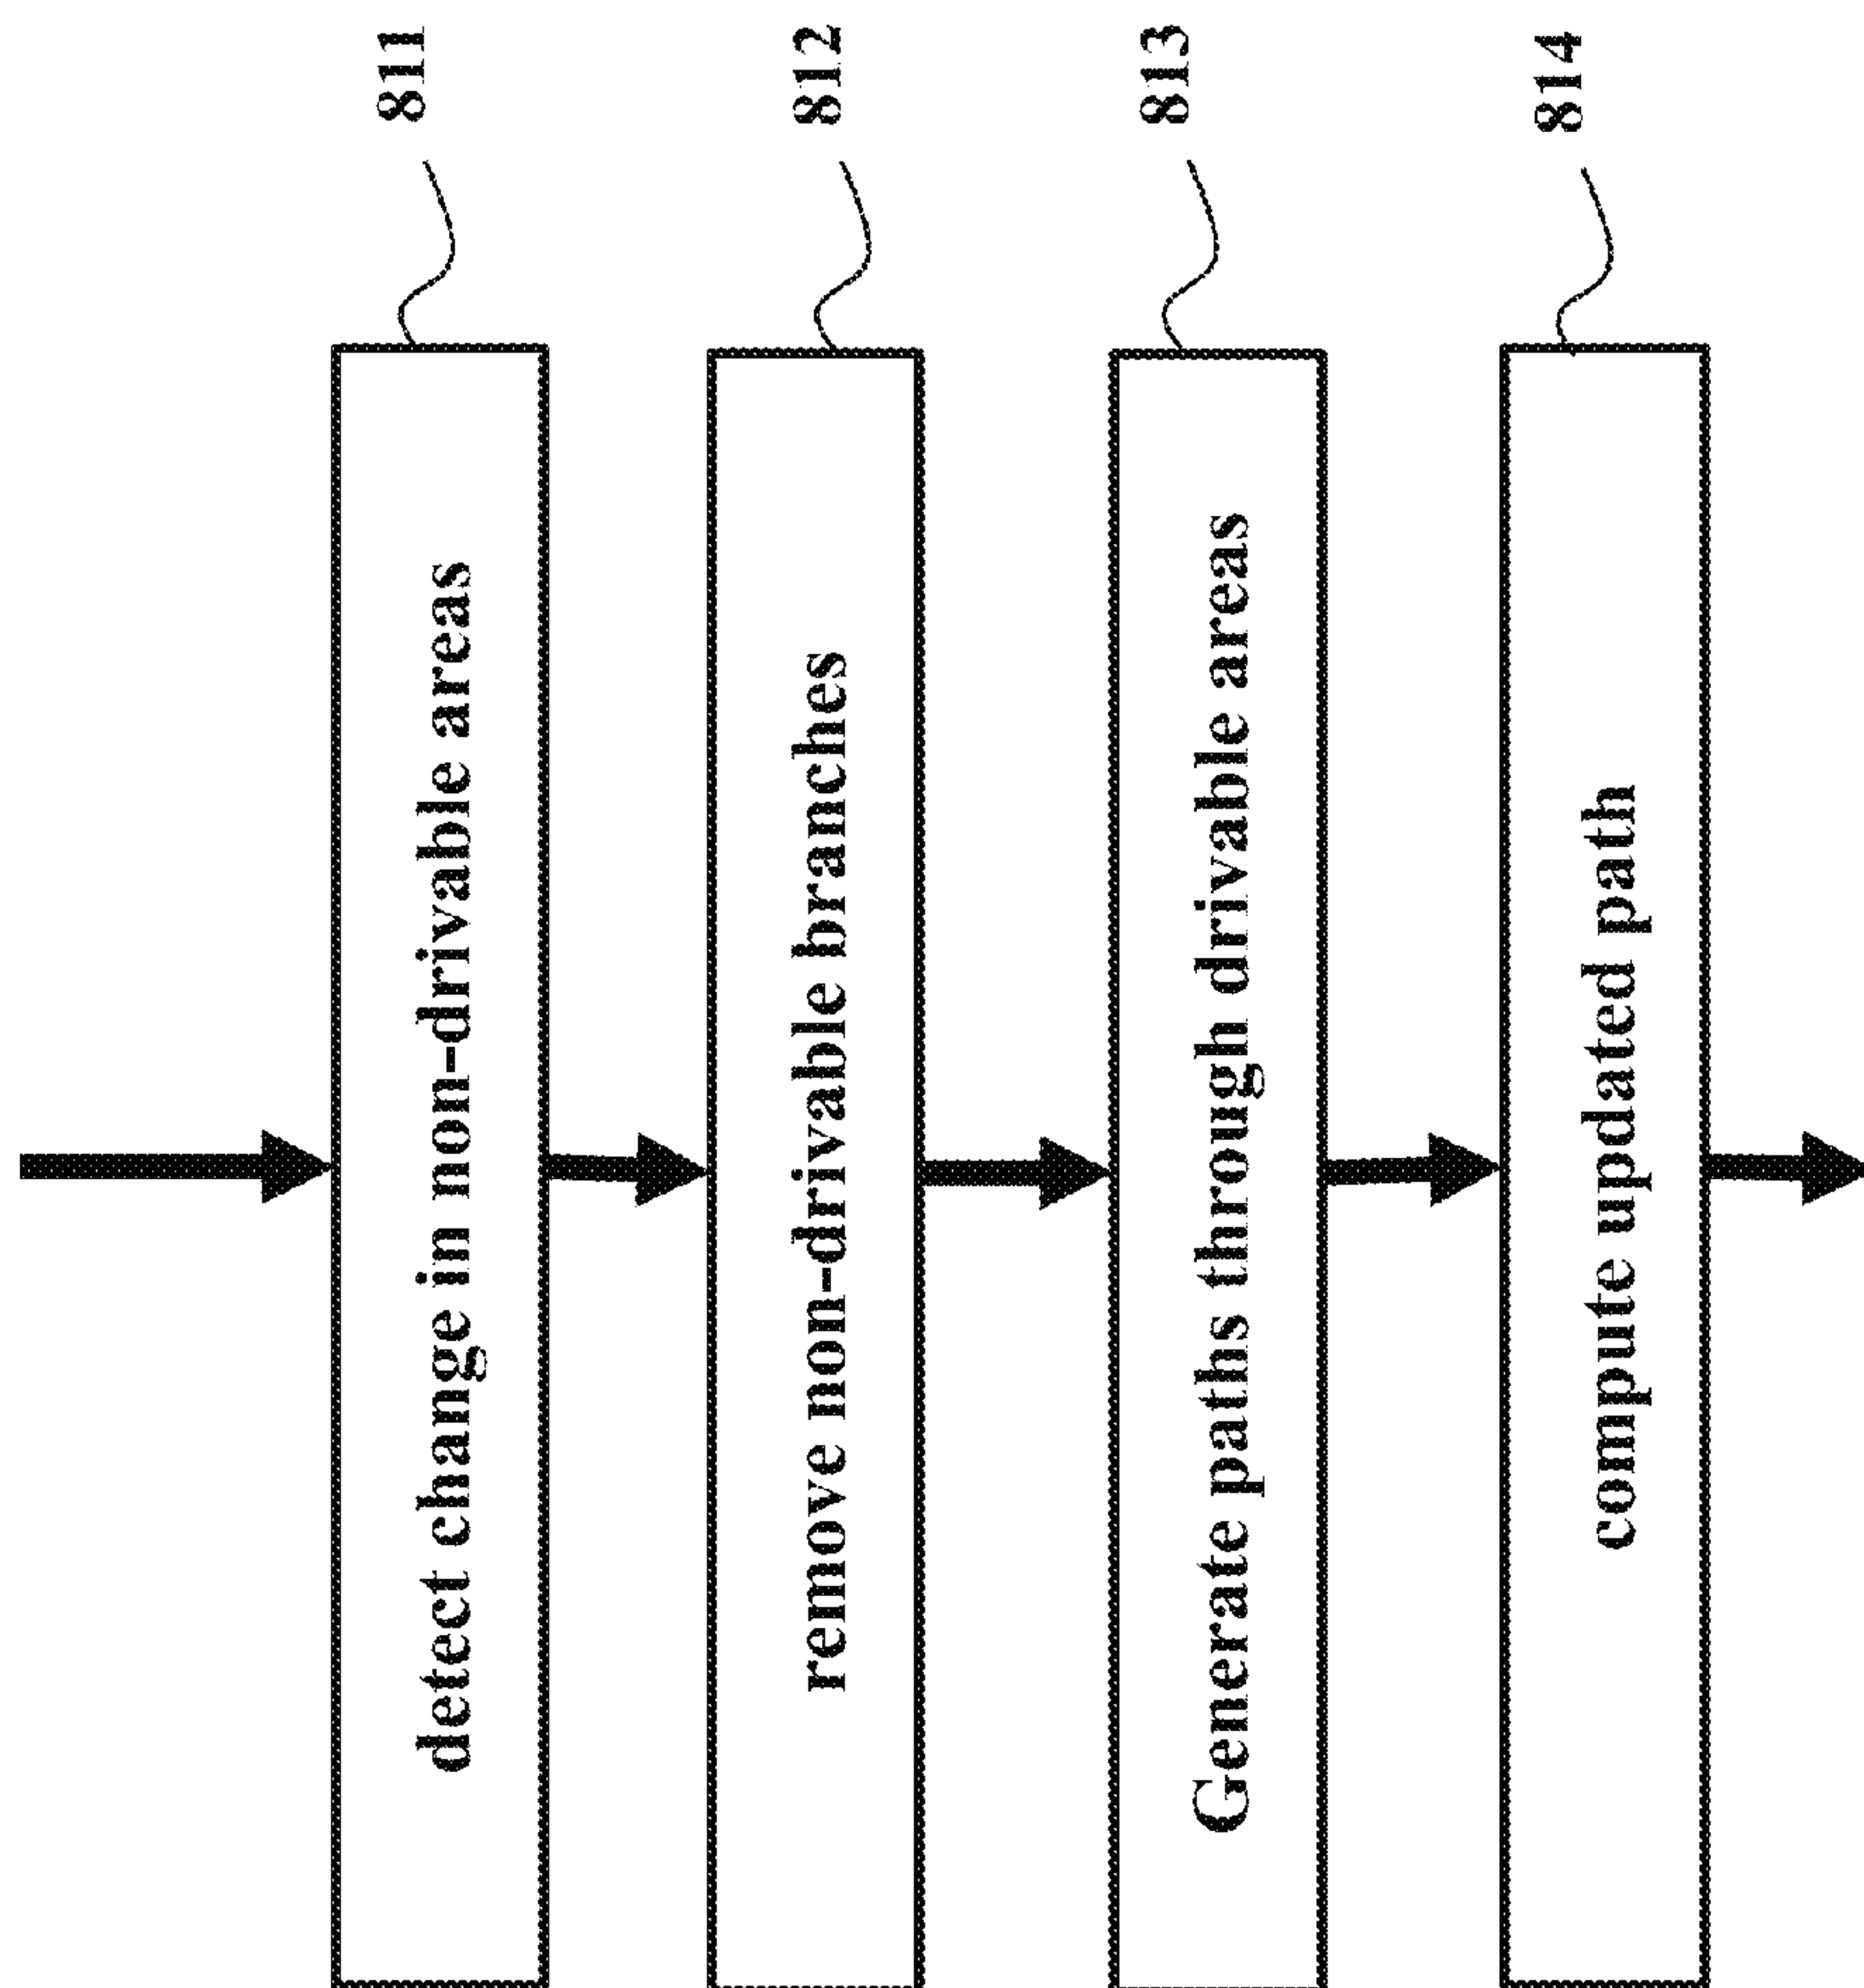 detect change in non-drivable areas
811
remove non-drivable branches
812
Generate paths through drivable areas
813
compute updated path
814